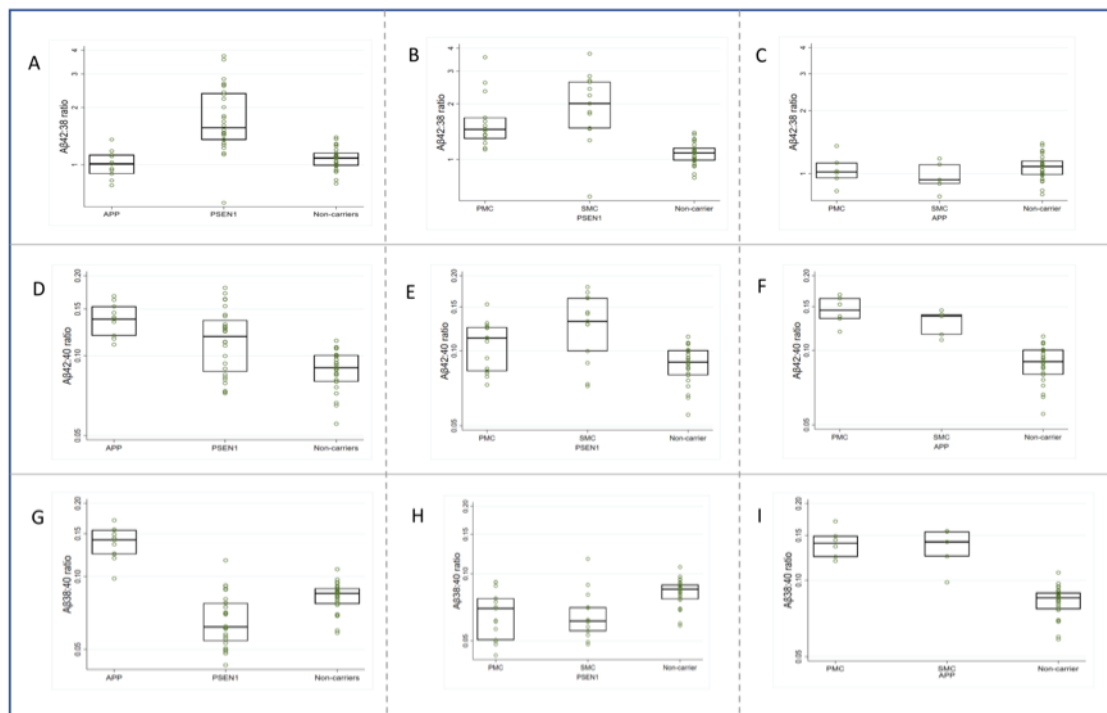 A
Aβ42:38 ratio
4
3
2
1
APP
PSEN1
Non-carriers
B
Aβ42:38 ratio
4
3
2
1
PMC
SMC
Non-carrier
PSEN1
C
Aβ42:38 ratio
4
3
2
1
PMC
SMC
Non-carrier
APP
D
Aβ42:40 ratio
0.20
0.15
0.10
0.05
APP
PSEN1
Non-carriers
E
Aβ42:40 ratio
0.20
0.15
0.10
0.05
PMC
SMC
Non-carrier
PSEN1
F
Aβ42:40 ratio
0.20
0.15
0.10
0.05
PMC
SMC
Non-carrier
APP
G
Aβ38:40 ratio
0.20
0.15
0.10
0.05
APP
PSEN1
Non-carriers
H
Aβ38:40 ratio
0.20
0.15
0.10
0.05
PMC
SMC
Non-carrier
PSEN1
I
Aβ38:40 ratio
0.20
0.15
0.10
0.05
PMC
SMC
Non-carrier
APP